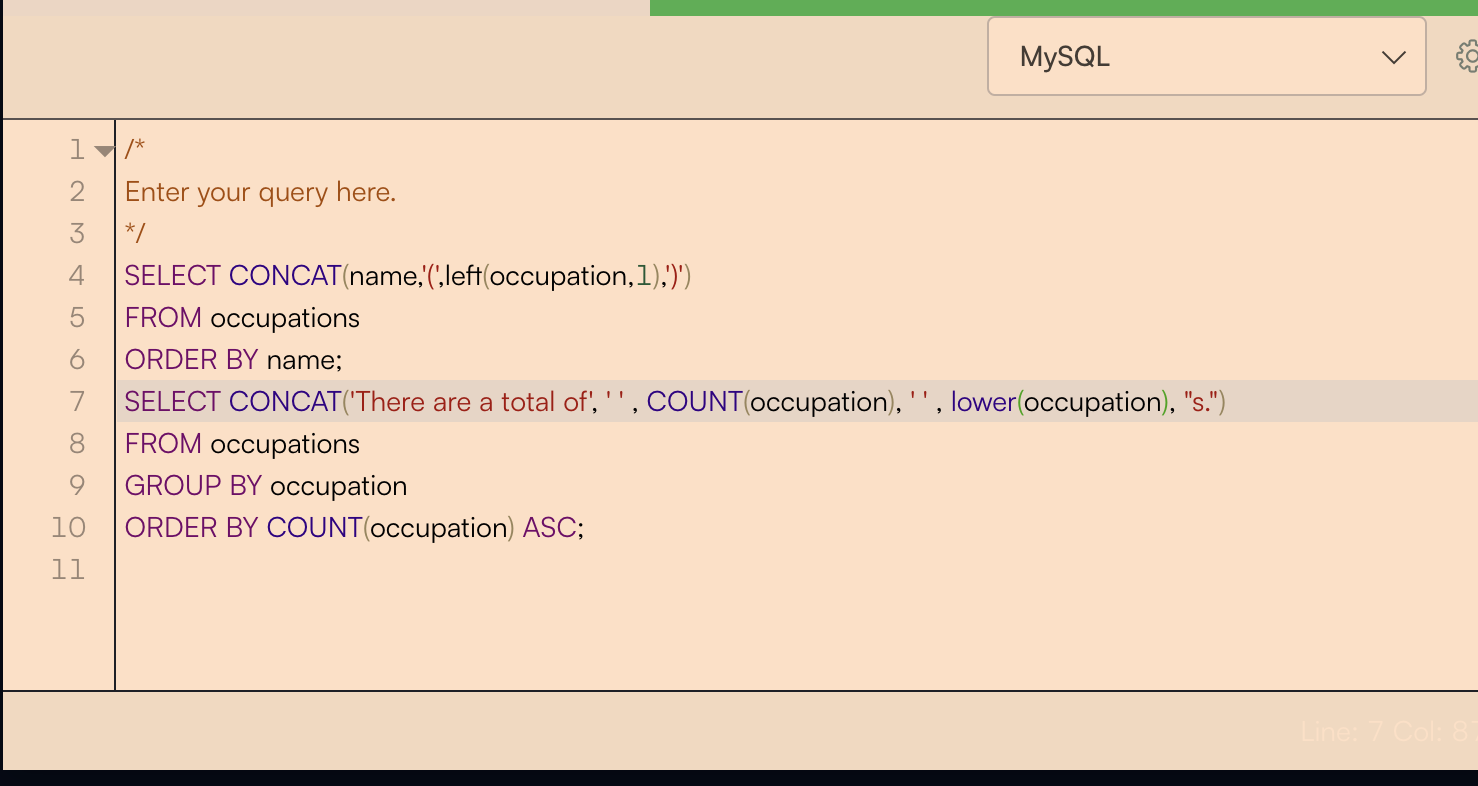 MySQL
1 /*
2 Enter your query here.
3 */
4 SELECT CONCAT(name,'(',left(occupation,1),')')
5 FROM occupations
6 ORDER BY name;
7 SELECT CONCAT('There are a total of', ' ' , COUNT(occupation), ' ' , lower(occupation), "s.")
8 FROM occupations
9 GROUP BY occupation
10 ORDER BY COUNT(occupation) ASC;
11
Line: 7 Col: 87